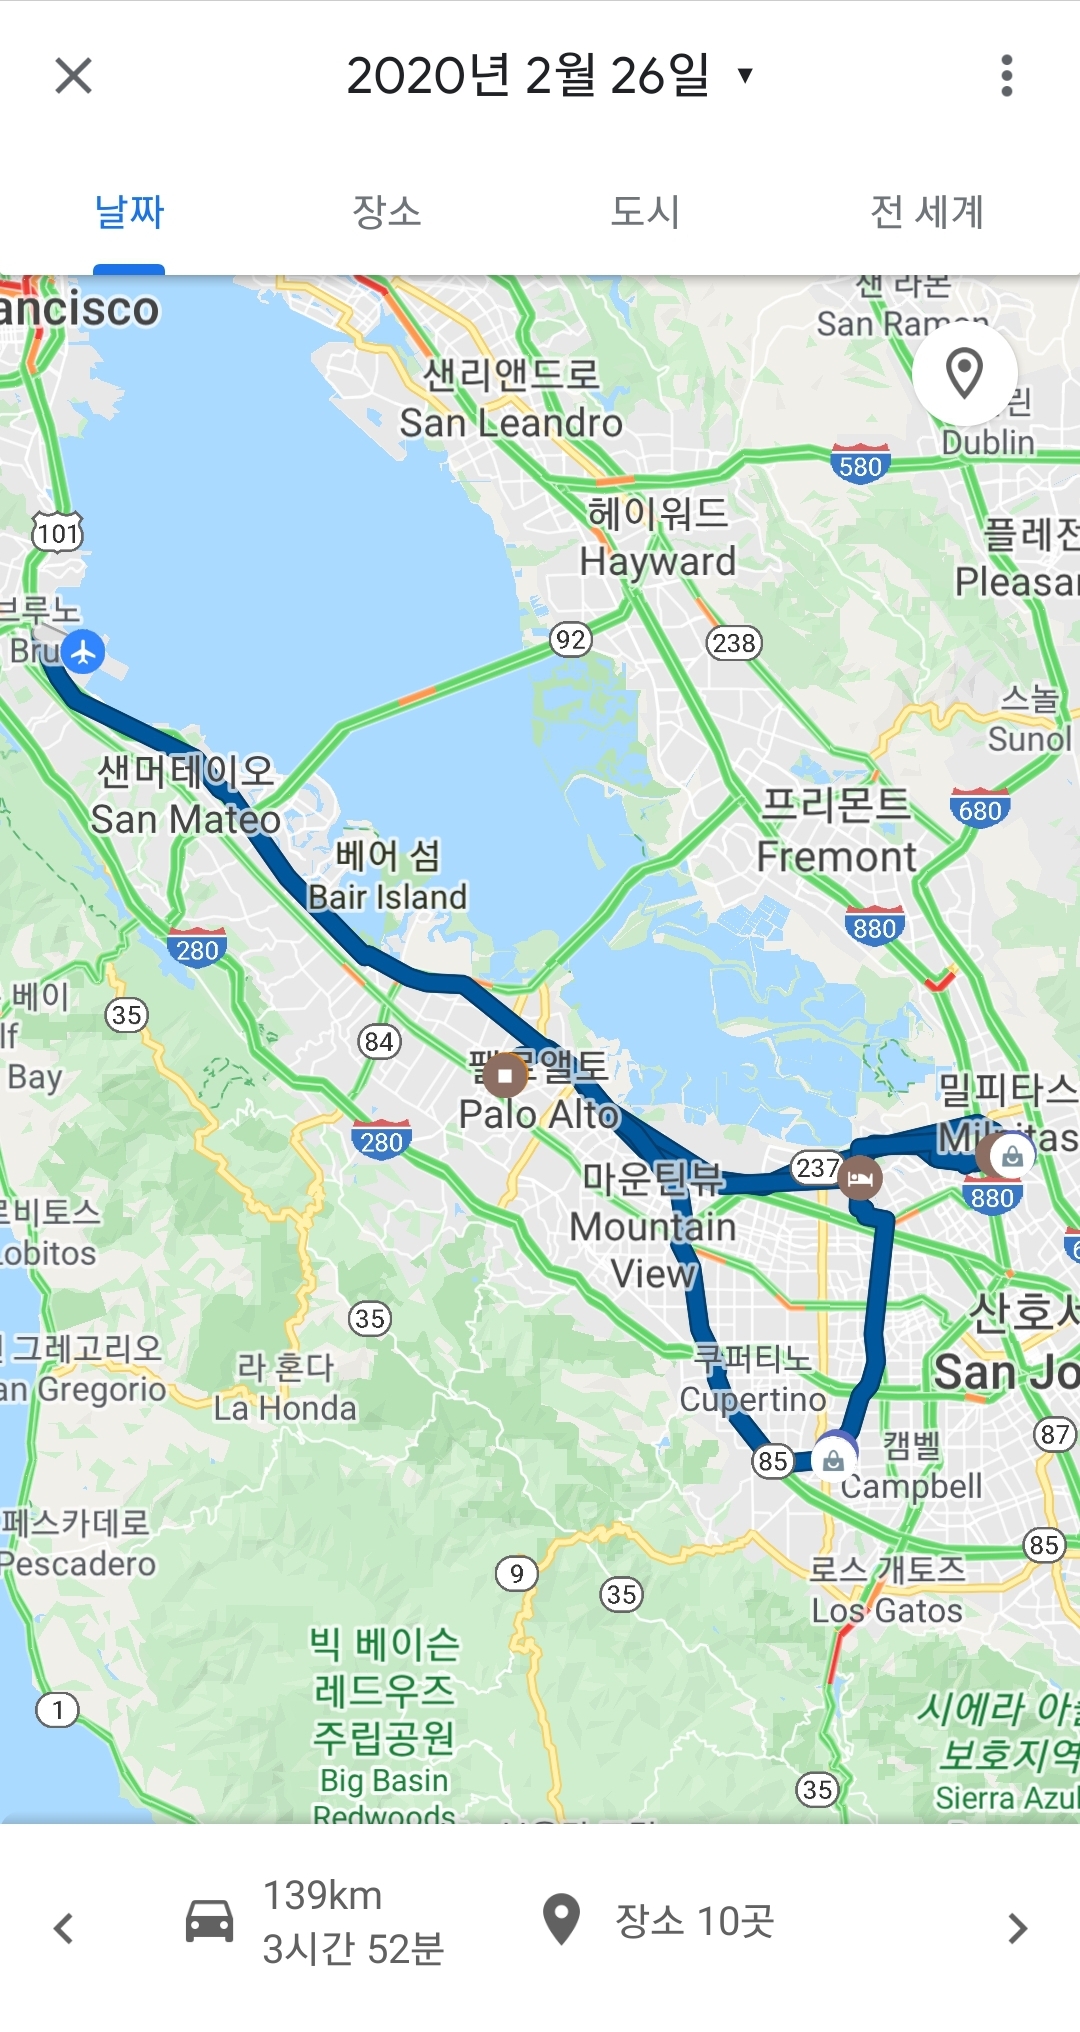 2020년 2월 26일
날짜
장소
도시
전 세계
ancisco
샌 라몬
San Ramon
샌리앤드로
San Leandro
린
Dublin
580
101
헤이워드
Hayward
플레전
Pleasan
브루노
Bru
92
238
스놀
Sunol
샌머테이오
San Mateo
프리몬트
Fremont
680
베어 섬
Bair Island
880
280
베이
lf
Bay
35
84
팰로앨토
Palo Alto
밀피타스
Milpitas
280
237
880
마운틴뷰
Mountain
View
르비토스
Lobitos
35
산호세
San Jo
그레고리오
an Gregorio
라 혼다
La Honda
쿠퍼티노
Cupertino
87
85
캠벨
Campbell
페스카데로
Pescadero
85
9
35
로스 개토즈
Los Gatos
빅 베이슨
레드우즈
주립공원
Big Basin
Redwoods
1
시에라 아줄
보호지역
Sierra Azul
35
139km
3시간 52분
장소 10곳